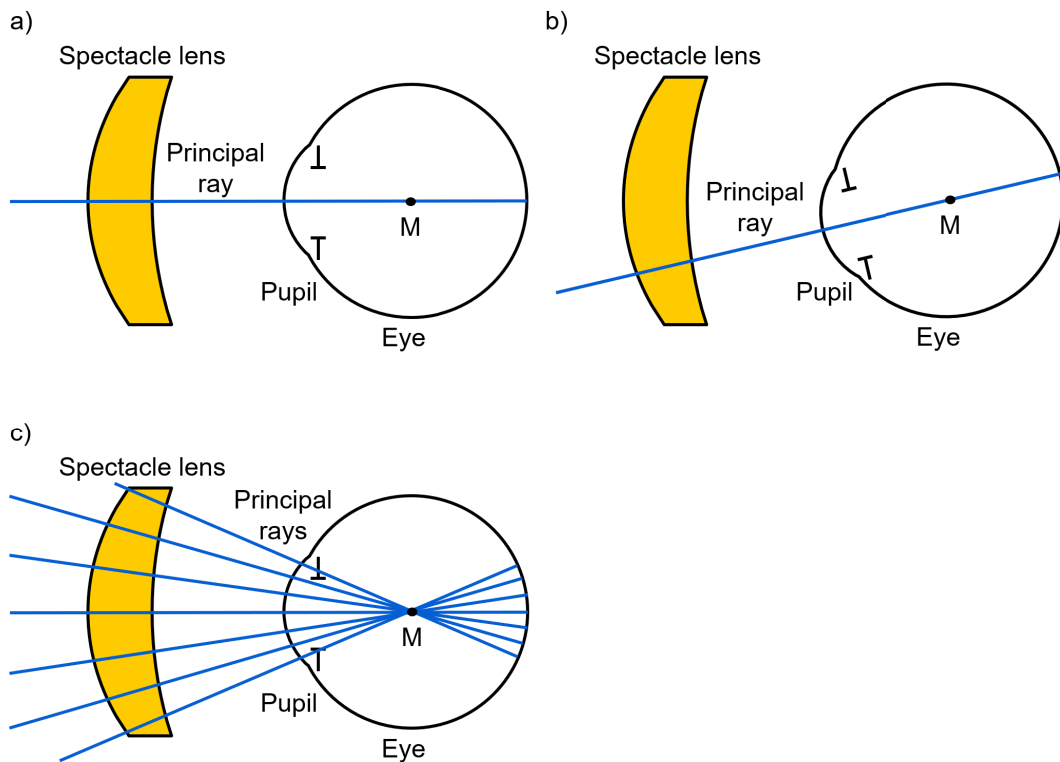 a)
Spectacle lens
Principal
ray
M
Pupil
Eye
b)
Spectacle lens
Principal
ray
M
Pupil
Eye
c)
Spectacle lens
Principal
rays
M
Pupil
Eye